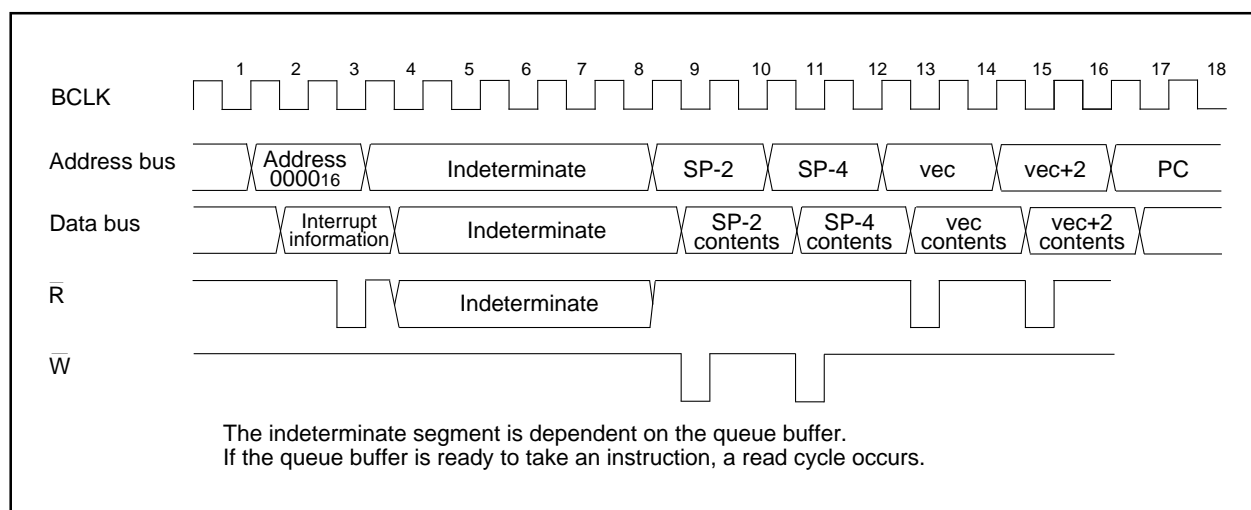 1 2 3 4 5 6 7 8 9 10 11 12 13 14 15 16 17 18
BCLK
Address bus
Address
000016
Indeterminate
SP-2
SP-4
vec
vec+2
PC
Data bus
Interrupt
information
Indeterminate
SP-2
contents
SP-4
contents
vec
contents
vec+2
contents
R
Indeterminate
W
The indeterminate segment is dependent on the queue buffer.
If the queue buffer is ready to take an instruction, a read cycle occurs.